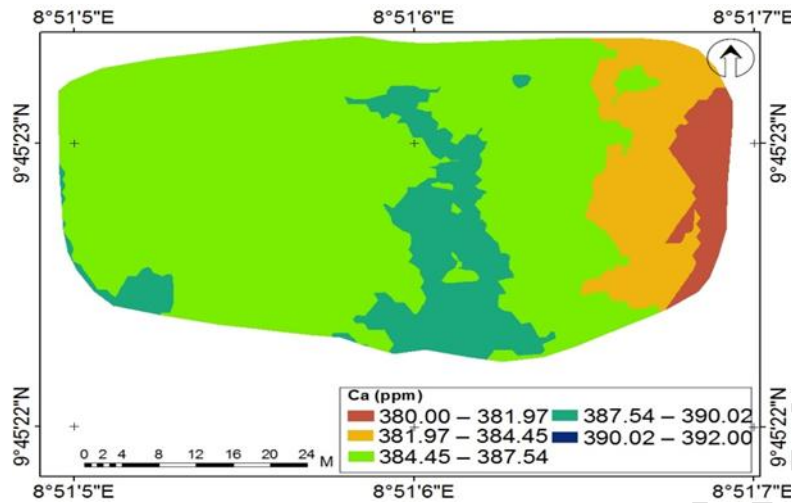 8°51'5"E 8°51'6"E 8°51'7"E
9°45'23"N 9°45'23"N
9°45'22"N 9°45'22"N
Ca (ppm)
380.00 – 381.97 387.54 – 390.02
381.97 – 384.45 390.02 – 392.00
384.45 – 387.54
0 2 4 8 12 16 20 24 M
8°51'5"E 8°51'6"E 8°51'7"E